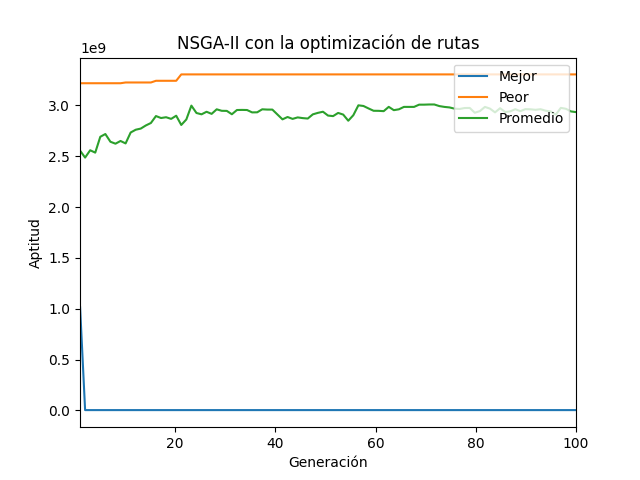 NSGA-II con la optimización de rutas
1e9
3.0
2.5
2.0
1.5
1.0
0.5
0.0
Aptitud
20
40
60
80
100
Generación
Mejor
Peor
Promedio